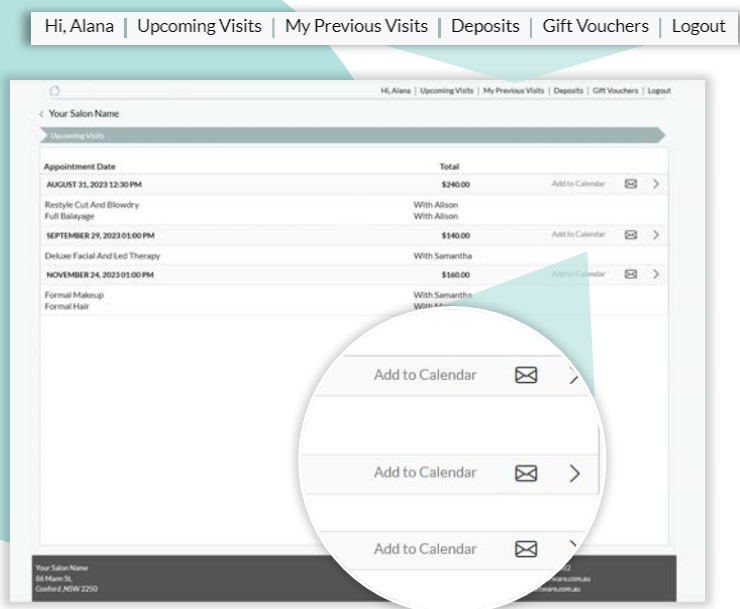 Hi, Alana | Upcoming Visits | My Previous Visits | Deposits | Gift Vouchers | Logout
Hi, Alana | Upcoming Visits | My Previous Visits | Deposits | Gift Vouchers | Logout
< Your Salon Name
Upcoming Visits
Appointment Date Total
AUGUST 31, 2023 12:30 PM $240.00 Add to Calendar
Restyle Cut And Blowdry With Alison
Full Balayage With Alison
SEPTEMBER 29, 2023 01:00 PM $140.00 Add to Calendar
Deluxe Facial And Led Therapy With Samantha
NOVEMBER 24, 2023 01:00 PM $160.00 Add to Calendar
Formal Makeup With Samantha
Formal Hair With
Add to Calendar
Add to Calendar
Add to Calendar
Your Salon Name
86 Mann St,
Gosford ,NSW 2250